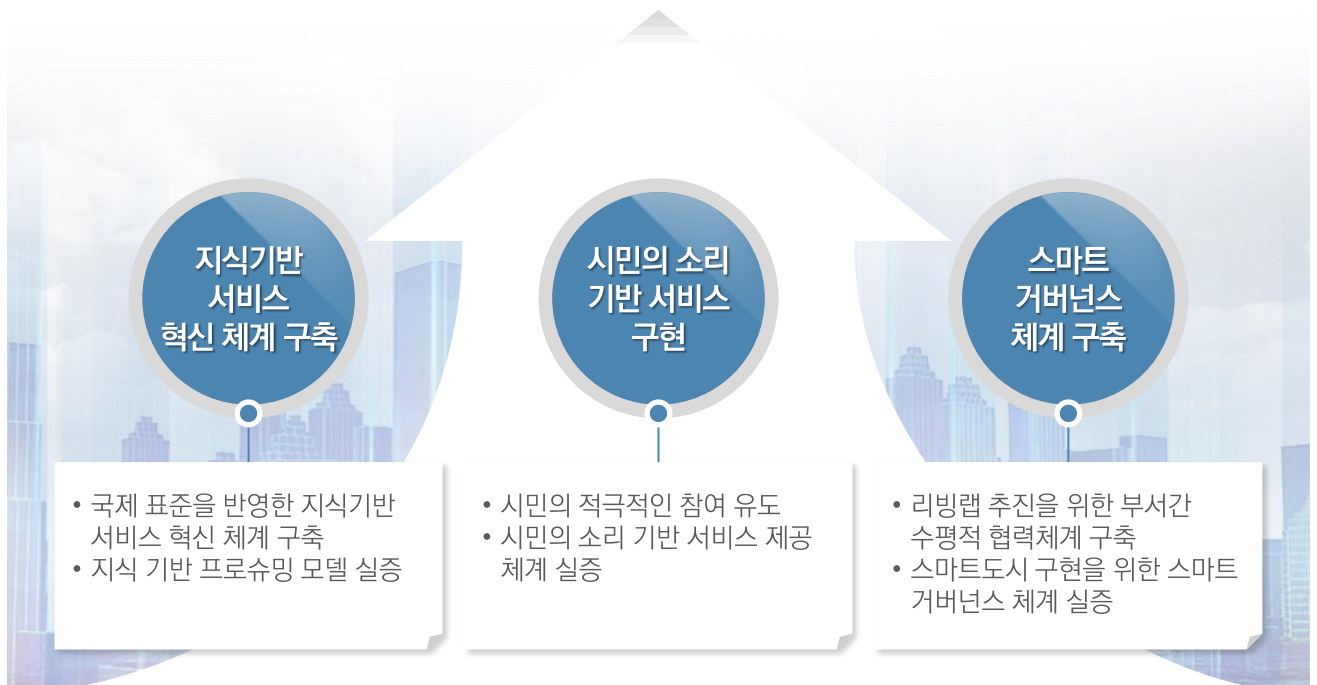 지식기반
서비스
혁신 체계 구축
시민의 소리
기반 서비스
구현
스마트
거버넌스
체계 구축
• 국제 표준을 반영한 지식기반
서비스 혁신 체계 구축
• 지식 기반 프로슈밍 모델 실증
• 시민의 적극적인 참여 유도
• 시민의 소리 기반 서비스 제공
체계 실증
• 리빙랩 추진을 위한 부서간
수평적 협력체계 구축
• 스마트도시 구현을 위한 스마트
거버넌스 체계 실증